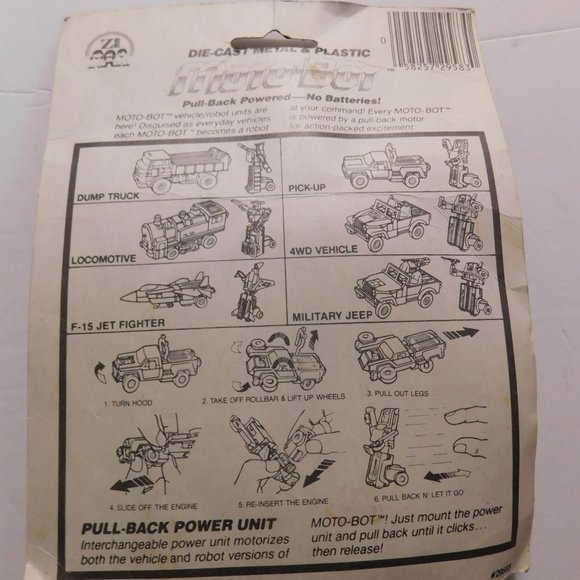 Zee
DIE-CAST METAL & PLASTIC
0
58257 29583
Moto-Bot™
Pull-Back Powered—No Batteries!
MOTO-BOT™ vehicle/robot units are
here! Disguised as everyday vehicles,
each MOTO-BOT™ becomes a robot
at your command! Every MOTO-BOT™
is powered by a pull-back motor
for action-packed excitement.
DUMP TRUCK
PICK-UP
LOCOMOTIVE
4WD VEHICLE
F-15 JET FIGHTER
MILITARY JEEP
1. TURN HOOD
2. TAKE OFF ROLLBAR & LIFT UP WHEELS
3. PULL OUT LEGS
4. SLIDE OFF THE ENGINE
5. RE-INSERT THE ENGINE
6. PULL BACK N' LET IT GO
PULL-BACK POWER UNIT
Interchangeable power unit motorizes
both the vehicle and robot versions of
MOTO-BOT™! Just mount the power
unit and pull back until it clicks...
then release!
#29583